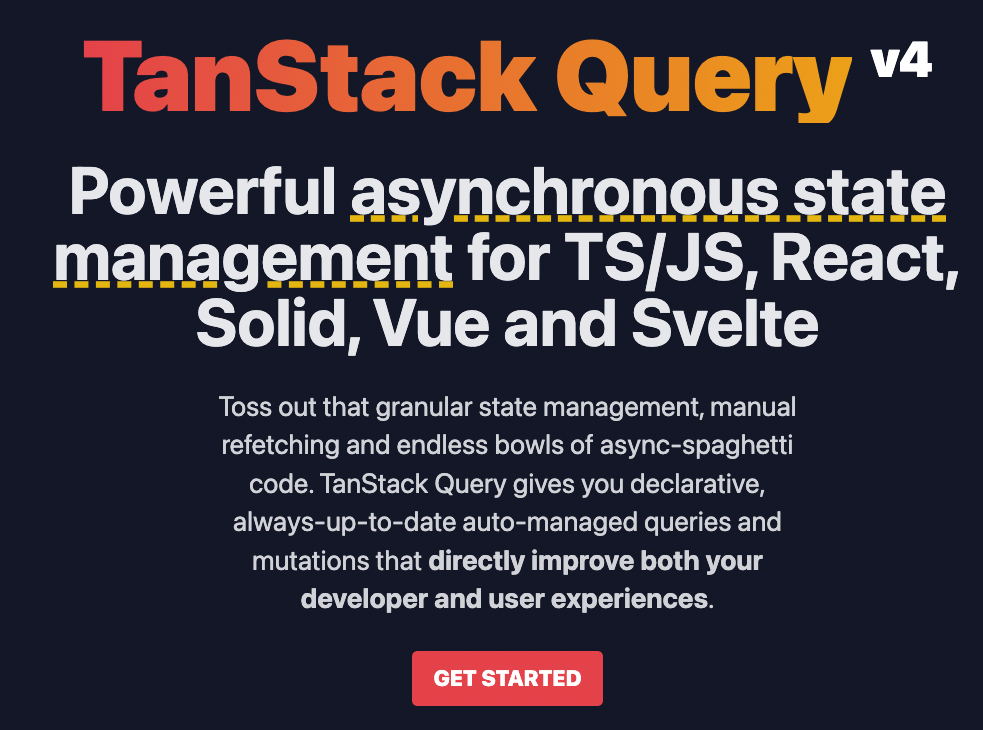 TanStack Query v4
Powerful asynchronous state
management for TS/JS, React,
Solid, Vue and Svelte
Toss out that granular state management, manual
refetching and endless bowls of async-spaghetti
code. TanStack Query gives you declarative,
always-up-to-date auto-managed queries and
mutations that directly improve both your
developer and user experiences.
GET STARTED